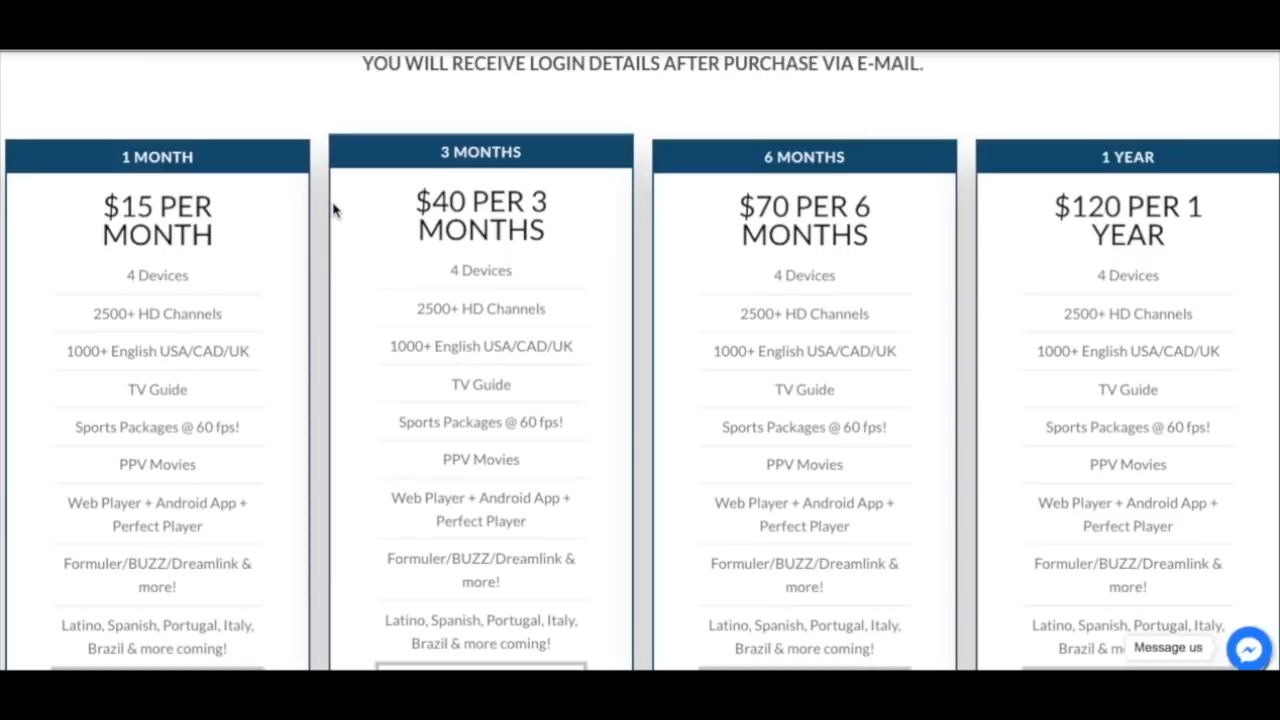 YOU WILL RECEIVE LOGIN DETAILS AFTER PURCHASE VIA E-MAIL.
1 MONTH
$15 PER
MONTH
4 Devices
2500+ HD Channels
1000+ English USA/CAD/UK
TV Guide
Sports Packages @ 60 fps!
PPV Movies
Web Player + Android App +
Perfect Player
Formuler/BUZZ/Dreamlink &
more!
Latino, Spanish, Portugal, Italy,
Brazil & more coming!
3 MONTHS
$40 PER 3
MONTHS
4 Devices
2500+ HD Channels
1000+ English USA/CAD/UK
TV Guide
Sports Packages @ 60 fps!
PPV Movies
Web Player + Android App +
Perfect Player
Formuler/BUZZ/Dreamlink &
more!
Latino, Spanish, Portugal, Italy,
Brazil & more coming!
6 MONTHS
$70 PER 6
MONTHS
4 Devices
2500+ HD Channels
1000+ English USA/CAD/UK
TV Guide
Sports Packages @ 60 fps!
PPV Movies
Web Player + Android App +
Perfect Player
Formuler/BUZZ/Dreamlink &
more!
Latino, Spanish, Portugal, Italy,
Brazil & more coming!
1 YEAR
$120 PER 1
YEAR
4 Devices
2500+ HD Channels
1000+ English USA/CAD/UK
TV Guide
Sports Packages @ 60 fps!
PPV Movies
Web Player + Android App +
Perfect Player
Formuler/BUZZ/Dreamlink &
more!
Latino, Spanish, Portugal, Italy,
Brazil &
Message us